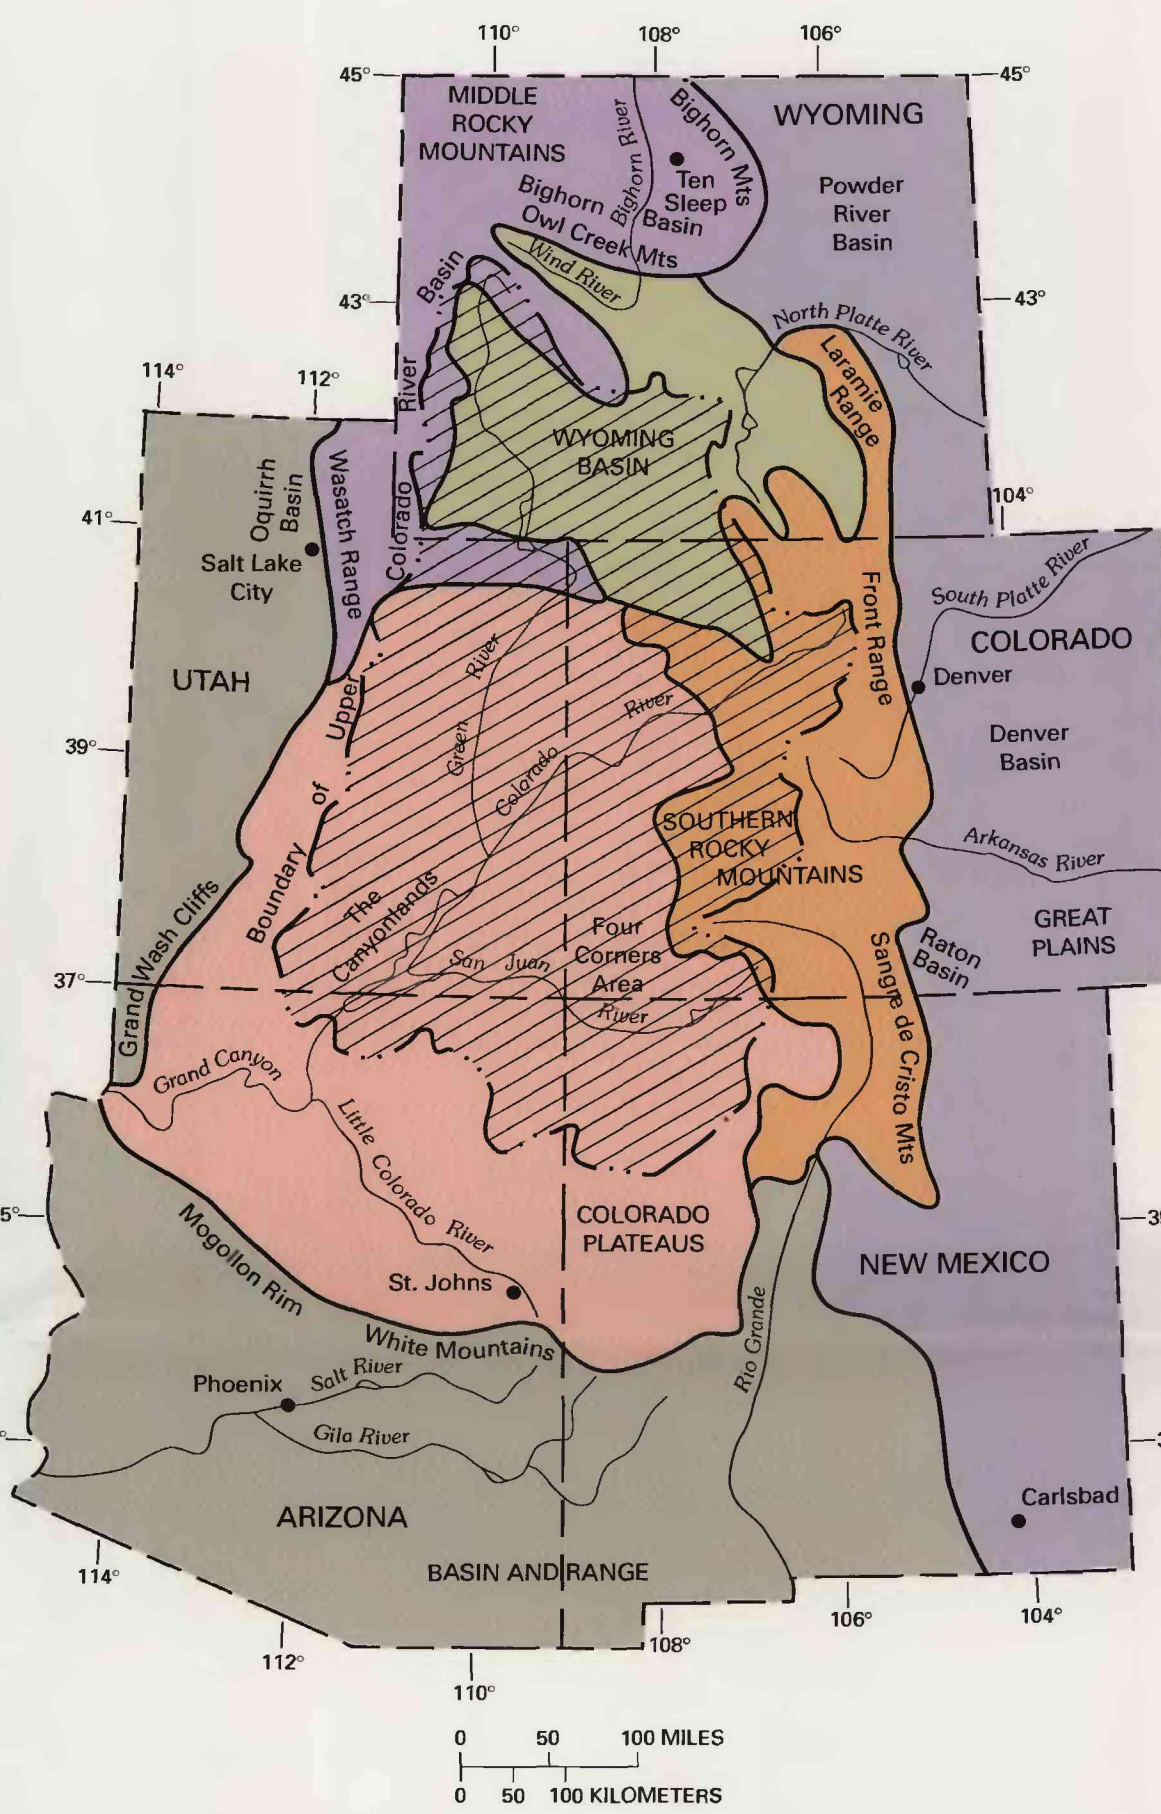 110°
108°
106°
45°
45°
MIDDLE
ROCKY
MOUNTAINS
Bighorn River
Bighorn Mts
WYOMING
Ten
Sleep
Bighorn Basin
Owl Creek Mts
Powder
River
Basin
Wind River
43°
43°
North Platte River
Laramie
Range
114°
112°
WYOMING
BASIN
Oquirrh
Basin
Wasatch Range
41°
104°
Salt Lake
City
Boundary of Upper Colorado River Basin
Front Range
South Platte River
COLORADO
UTAH
Denver
Green River
Colorado River
39°
Denver
Basin
SOUTHERN
ROCKY
MOUNTAINS
Arkansas River
The
Canyonlands
Four
Corners
Area
GREAT
PLAINS
Grand Wash Cliffs
San Juan River
Raton
Basin
37°
Sangre de Cristo Mts
Grand Canyon
Little Colorado River
COLORADO
PLATEAUS
5°
3
Mogollon Rim
NEW MEXICO
St. Johns
White Mountains
Rio Grande
Phoenix
Salt River
Gila River
°
3
Carlsbad
ARIZONA
BASIN AND RANGE
114°
112°
110°
108°
106°
104°
0 50 100 MILES
0 50 100 KILOMETERS